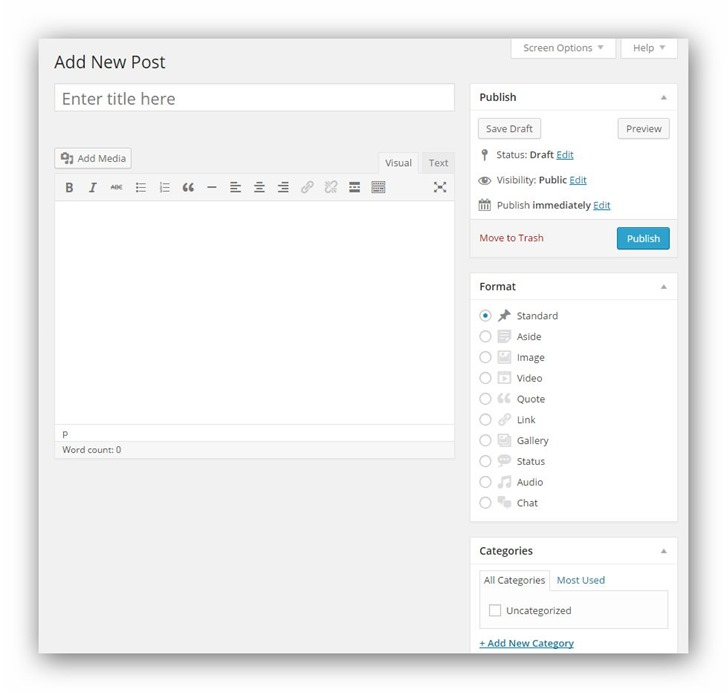 Screen Options Help
Add New Post
Enter title here
Add Media
Visual Text
B I ABC
P
Word count: 0
Publish
Save Draft Preview
Status: Draft Edit
Visibility: Public Edit
Publish immediately Edit
Move to Trash Publish
Format
Standard
Aside
Image
Video
Quote
Link
Gallery
Status
Audio
Chat
Categories
All Categories Most Used
Uncategorized
+ Add New Category